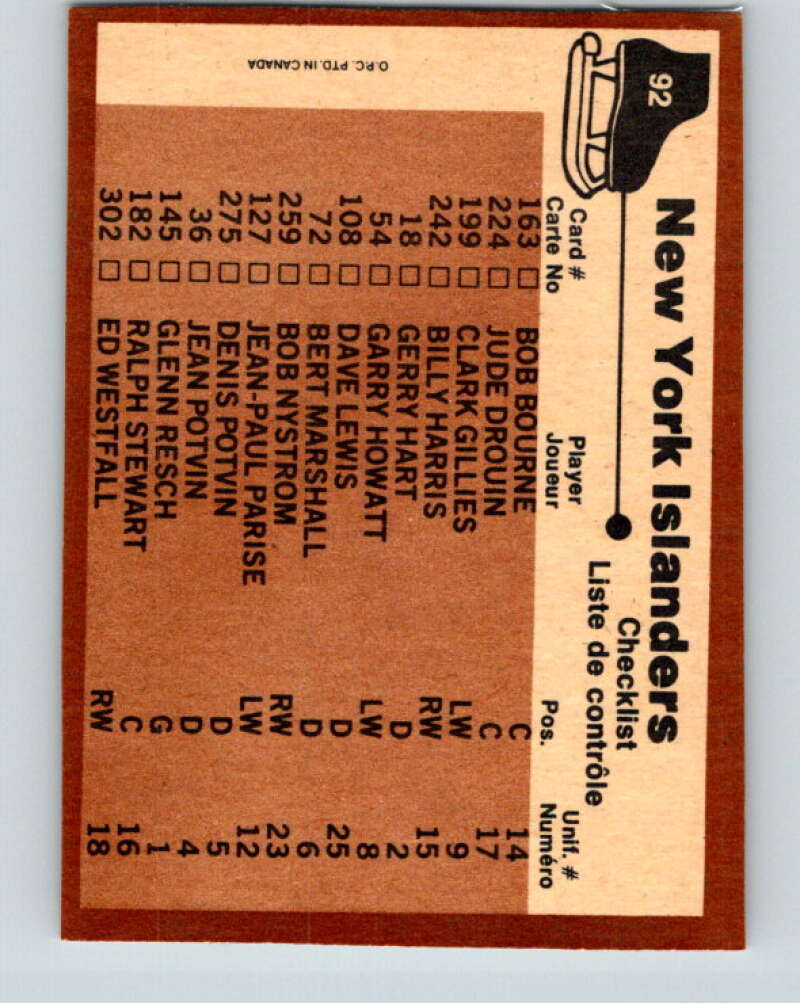 92
New York Islanders
Checklist
Liste de contrôle
Card # Player Unif. #
Carte No Joueur Pos. Numéro
163 □ BOB BOURNE C 14
224 □ JUDE DROUIN C 17
199 □ CLARK GILLIES LW 9
242 □ BILLY HARRIS RW 15
18 □ GERRY HART D 2
54 □ GARRY HOWATT LW 8
108 □ DAVE LEWIS D 25
72 □ BERT MARSHALL D 6
259 □ BOB NYSTROM RW 23
127 □ JEAN-PAUL PARISE LW 12
275 □ DENIS POTVIN D 5
36 □ JEAN POTVIN D 4
145 □ GLENN RESCH G 1
182 □ RALPH STEWART C 16
302 □ ED WESTFALL RW 18
O.P.C. PTD. IN CANADA